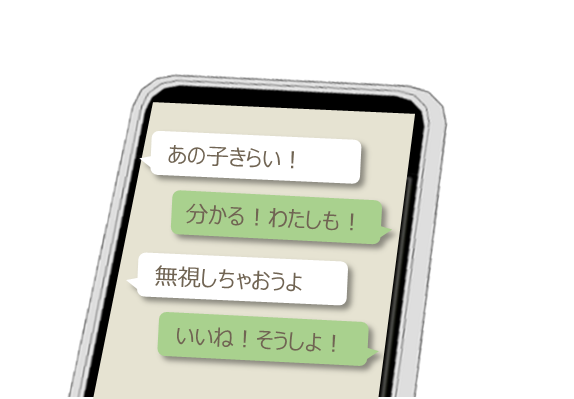 あの子きらい！
分かる！わたしも！
無視しちゃおうよ
いいね！そうしよ！